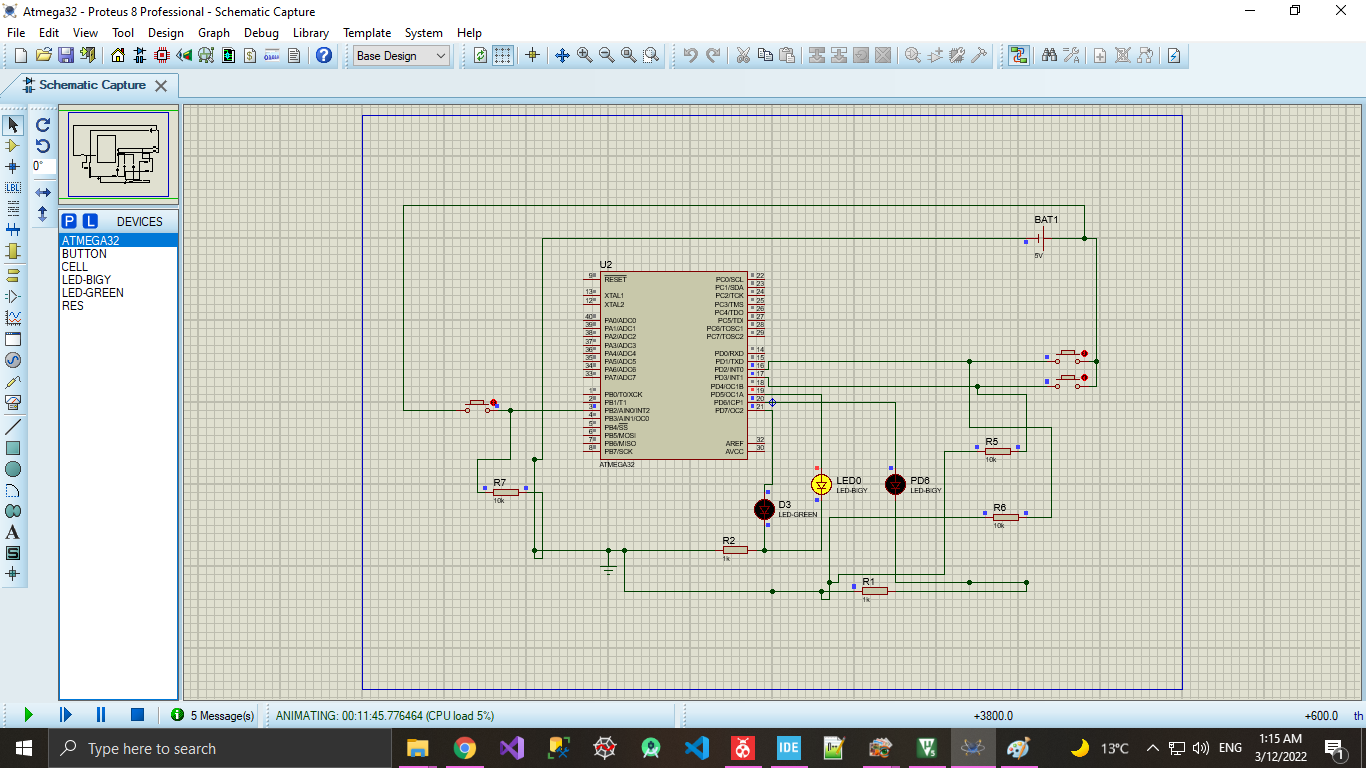 Atmega32 - Proteus 8 Professional - Schematic Capture
File Edit View Tool Design Graph Debug Library Template System Help
Base Design
Schematic Capture
0°
LBL
P L DEVICES
ATMEGA32
BUTTON
CELL
LED-BIGY
LED-GREEN
RES
BAT1
5V
U2
9 RESET PC0/SCL 22
PC1/SDA 23
13 XTAL1 PC2/TCK 24
12 XTAL2 PC3/TMS 25
PC4/TDO 26
40 PA0/ADC0 PC5/TDI 27
39 PA1/ADC1 PC6/TOSC1 28
38 PA2/ADC2 PC7/TOSC2 29
37 PA3/ADC3
36 PA4/ADC4 PD0/RXD 14
35 PA5/ADC5 PD1/TXD 15
34 PA6/ADC6 PD2/INT0 16
33 PA7/ADC7 PD3/INT1 17
PD4/OC1B 18
1 PB0/T0/XCK PD5/OC1A 19
2 PB1/T1 PD6/ICP1 20
3 PB2/AIN0/INT2 PD7/OC2 21
4 PB3/AIN1/OC0
5 PB4/SS
6 PB5/MOSI
7 PB6/MISO AREF 32
8 PB7/SCK AVCC 30
ATMEGA32
R5
10k
R7
10k
LED0
LED-BIGY
PD6
LED-BIGY
D3
LED-GREEN
R6
10k
R2
1k
R1
1k
5 Message(s) ANIMATING: 00:11:45.776464 (CPU load 5%) +3800.0 +600.0 th
Type here to search IDE 13°C ENG 1:15 AM
3/12/2022 1